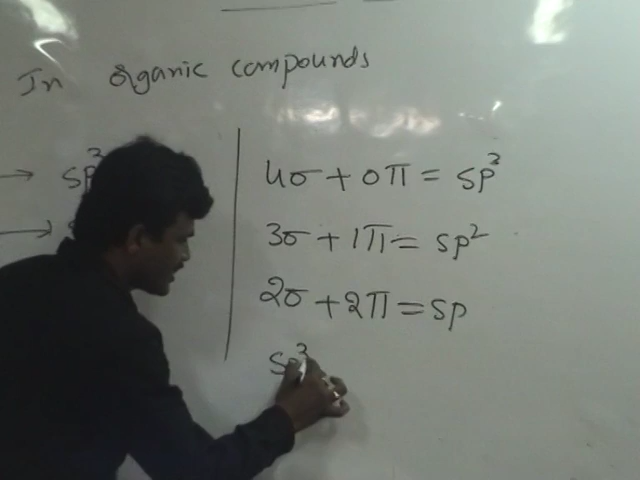 In Organic compounds
→ sp³
→
4σ + 0π = sp³
3σ + 1π = sp²
2σ + 2π = sp
sp³